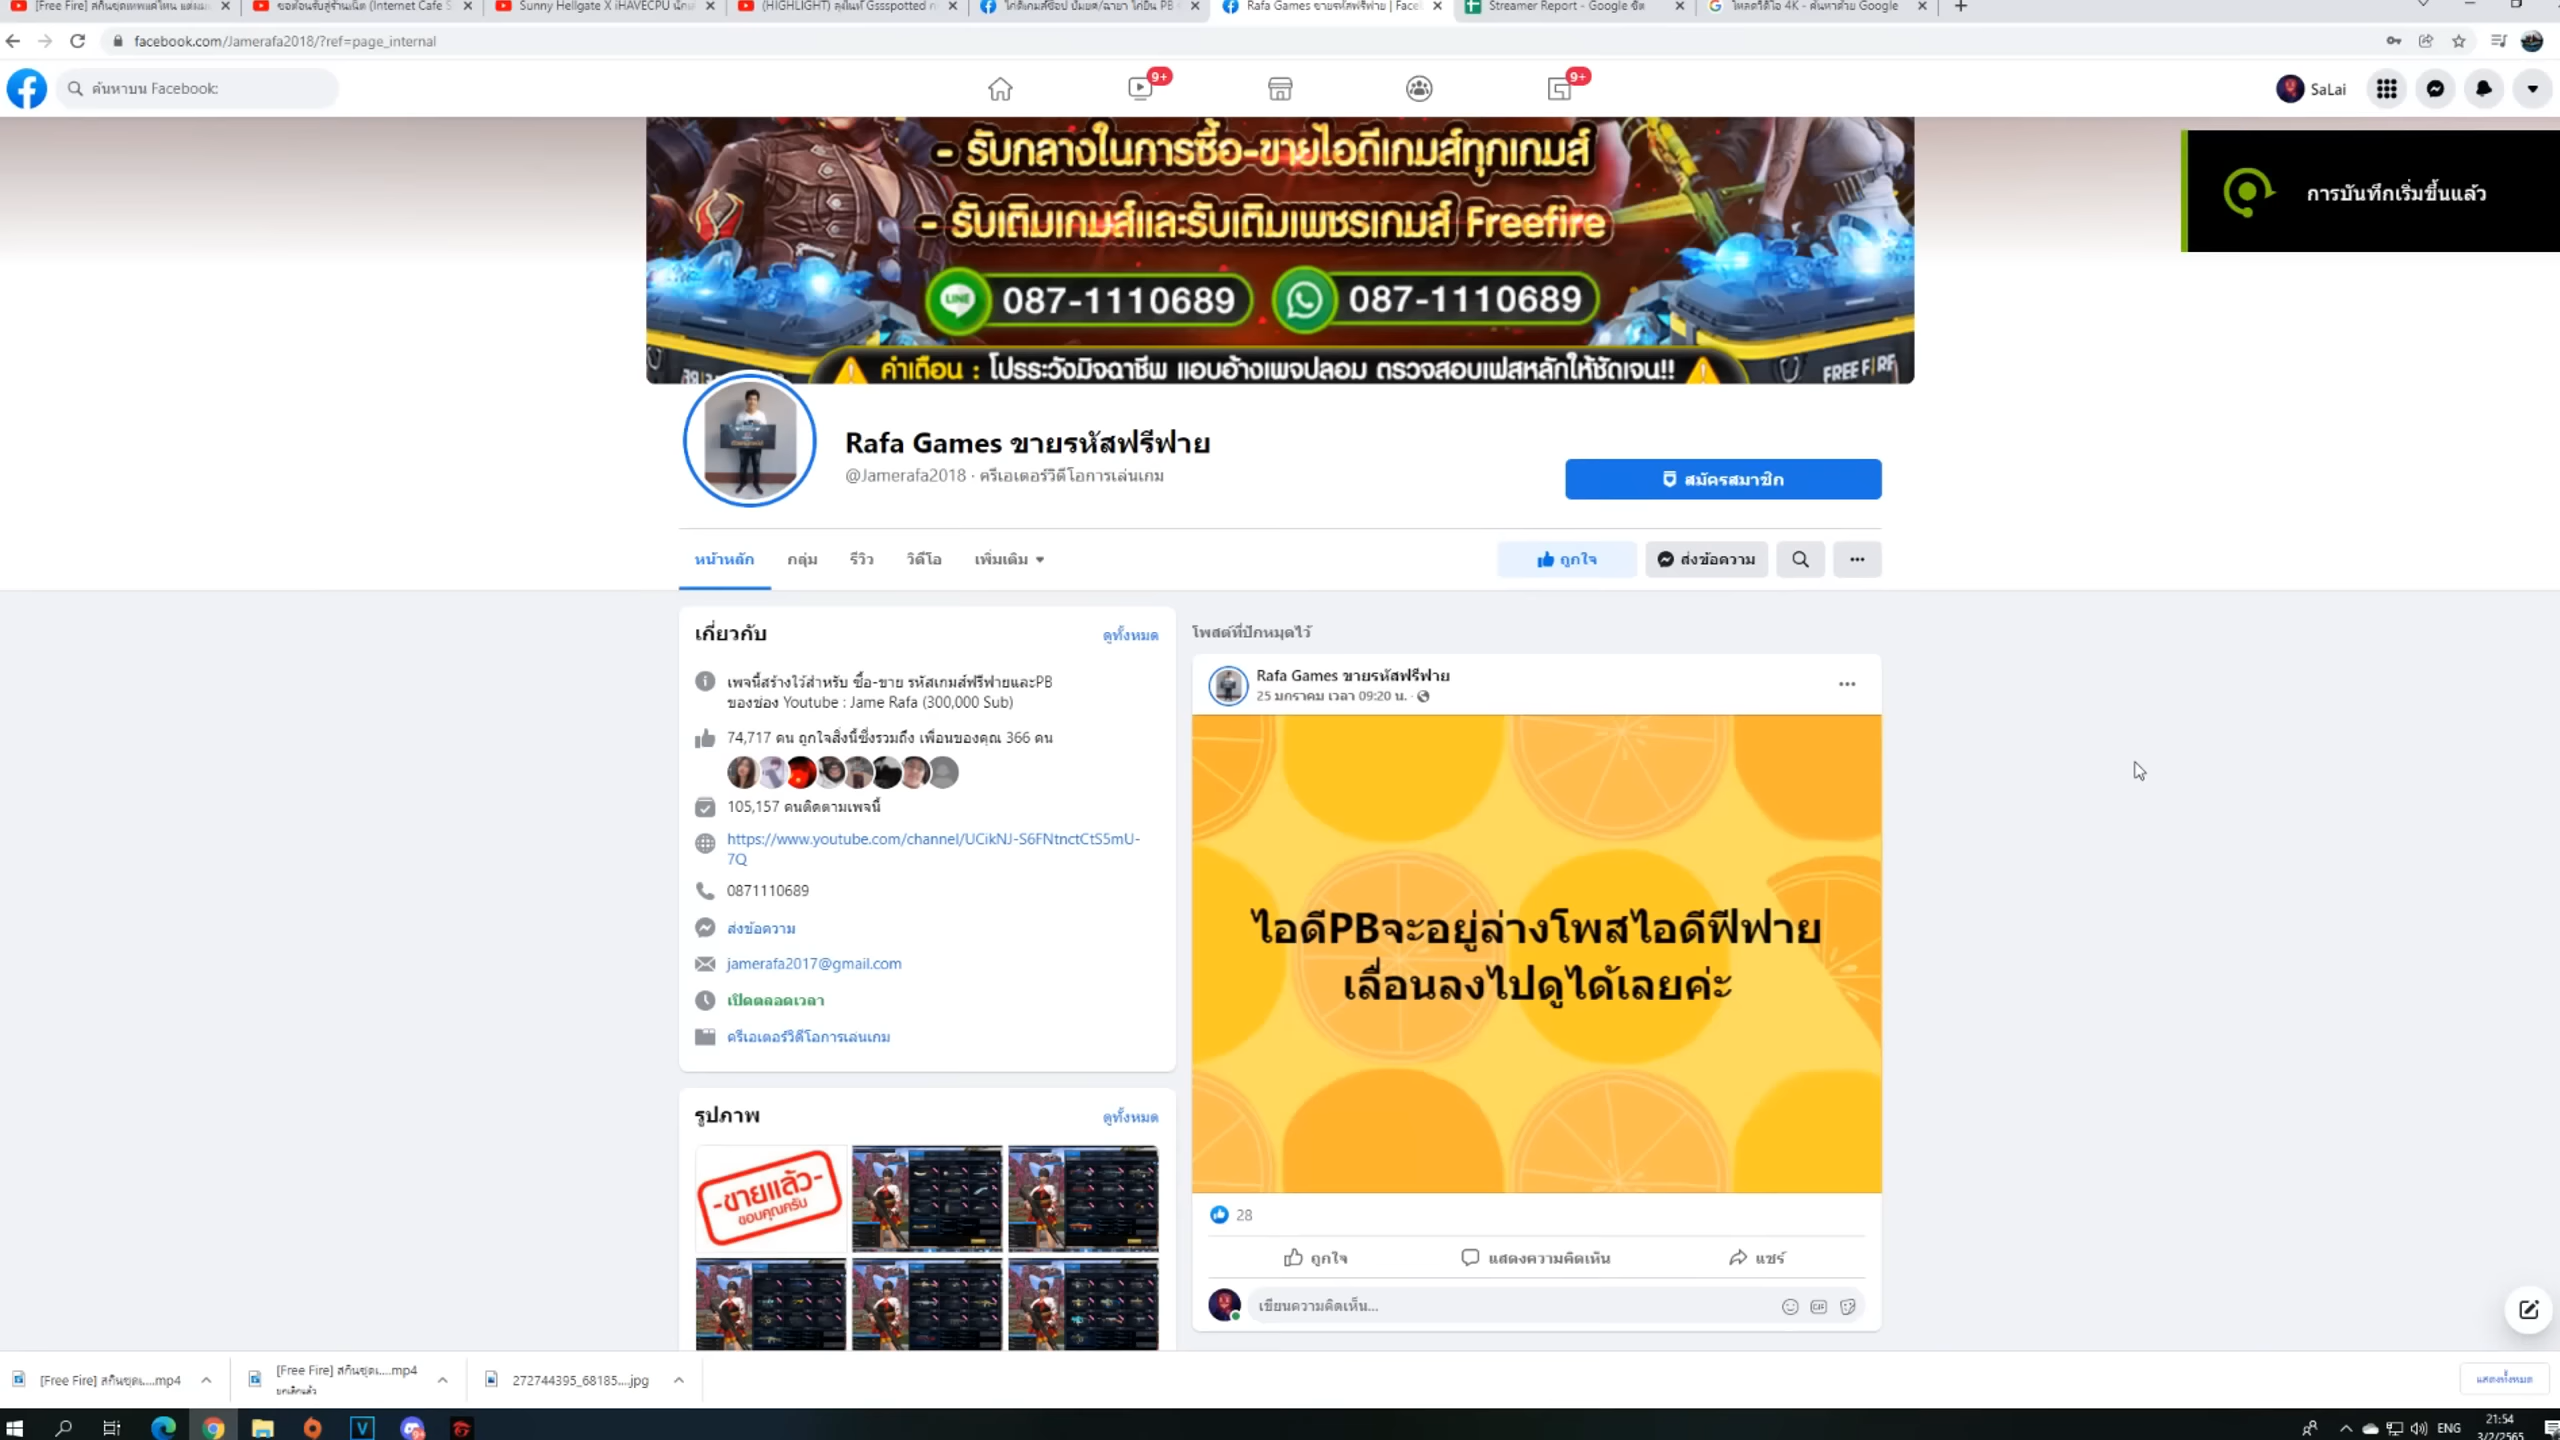 [Free Fire] สกินชุดเทพแค่ไหน
ขอต้อนรับสู่ร้านเน็ต (Internet Cafe S
Sunny Hellgate X iHAVECPU
(HIGHLIGHT) ลุงในเท่ Gssspotted
Rafa Games ขายรหัสฟรีฟาย | Face
Streamer Report - Google ชีต
โหลดวิดีโอ 4K - ค้นหาด้วย Google
facebook.com/Jamerafa2018/?ref=page_internal
ค้นหาบน Facebook:
9+
9+
SaLai
- รับกลางในการซื้อ-ขายไอดีเกมส์ทุกเกมส์
- รับเติมเกมส์และรับเติมเพชรเกมส์ Freefire
LINE 087-1110689 087-1110689
คำเตือน : โปรระวังมิจฉาชีพ แอบอ้างเพจปลอม ตรวจสอบเฟสหลักให้ชัดเจน!!
FREE FIRE
การบันทึกเริ่มขึ้นแล้ว
Rafa Games ขายรหัสฟรีฟาย
@Jamerafa2018 · ครีเอเตอร์วิดีโอการเล่นเกม
สมัครสมาชิก
หน้าหลัก กลุ่ม รีวิว วิดีโอ เพิ่มเติม
ถูกใจ ส่งข้อความ
เกี่ยวกับ ดูทั้งหมด
เพจนี้สร้างไว้สำหรับ ซื้อ-ขาย รหัสเกมส์ฟรีฟายและPB
ของช่อง Youtube : Jame Rafa (300,000 Sub)
74,717 คน ถูกใจสิ่งนี้ซึ่งรวมถึง เพื่อนของคุณ 366 คน
105,157 คนติดตามเพจนี้
https://www.youtube.com/channel/UCikNJ-S6FNtnctCtS5mU-
7Q
0871110689
ส่งข้อความ
jamerafa2017@gmail.com
เปิดตลอดเวลา
ครีเอเตอร์วิดีโอการเล่นเกม
รูปภาพ ดูทั้งหมด
-ขายแล้ว-
ขอบคุณครับ
โพสต์ที่ปักหมุดไว้
Rafa Games ขายรหัสฟรีฟาย
25 มกราคม เวลา 09:20 น. ·
ไอดีPBจะอยู่ล่างโพสไอดีฟีฟาย
เลื่อนลงไปดูได้เลยค่ะ
28
ถูกใจ แสดงความคิดเห็น แชร์
เขียนความคิดเห็น...
GIF
[Free Fire] สกินชุดเ....mp4
[Free Fire] สกินชุดเ....mp4
ยกเลิกแล้ว
272744395_68185....jpg
แสดงทั้งหมด
ENG
21:54
3/2/2565